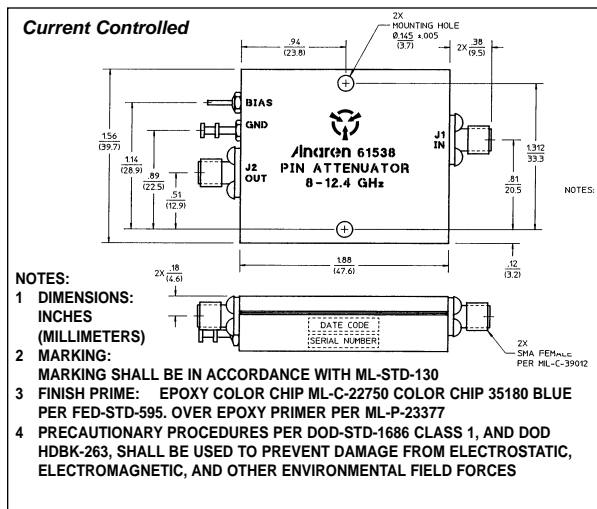 Current Controlled
2X
MOUNTING HOLE
Ø.145 ±.005
(3.7)
.94
(23.8)
2X .38
(9.5)
BIAS
GND
J1
IN
Anaren 61538
PIN ATTENUATOR
8-12.4 GHz
J2
OUT
1.56
(39.7)
1.14
(28.9)
.89
(22.5)
.51
(12.9)
1.312
33.3
.81
20.5
NOTES:
1.88
(47.6)
.12
(3.2)
2X .18
(4.6)
DATE CODE
SERIAL NUMBER
2X
SMA FEMALE
PER MIL-C-39012
NOTES:
1 DIMENSIONS:
INCHES
(MILLIMETERS)
2 MARKING:
MARKING SHALL BE IN ACCORDANCE WITH ML-STD-130
3 FINISH PRIME: EPOXY COLOR CHIP ML-C-22750 COLOR CHIP 35180 BLUE
PER FED-STD-595. OVER EPOXY PRIMER PER ML-P-23377
4 PRECAUTIONARY PROCEDURES PER DOD-STD-1686 CLASS 1, AND DOD
HDBK-263, SHALL BE USED TO PREVENT DAMAGE FROM ELECTROSTATIC,
ELECTROMAGNETIC, AND OTHER ENVIRONMENTAL FIELD FORCES